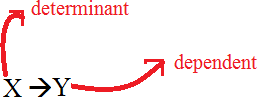 determinant
dependent
X → Y